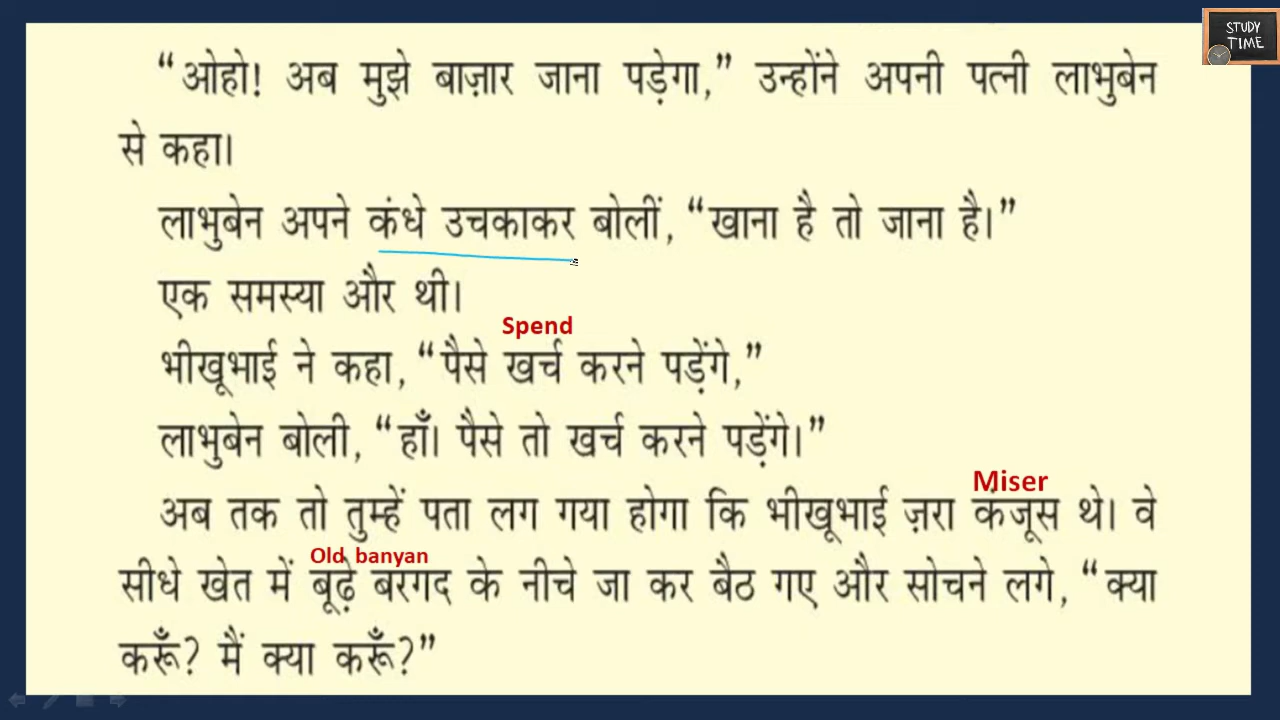 STUDY
TIME
“ओहो! अब मुझे बाज़ार जाना पड़ेगा,” उन्होंने अपनी पत्नी लाभुबेन
से कहा।
लाभुबेन अपने कंधे उचकाकर बोलीं, “खाना है तो जाना है।”
एक समस्या और थी।
Spend
भीखूभाई ने कहा, “पैसे खर्च करने पड़ेंगे,”
लाभुबेन बोली, “हाँ। पैसे तो खर्च करने पड़ेंगे।”
Miser
अब तक तो तुम्हें पता लग गया होगा कि भीखूभाई ज़रा कंजूस थे। वे
Old banyan
सीधे खेत में बूढ़े बरगद के नीचे जा कर बैठ गए और सोचने लगे, “क्या
करूँ? मैं क्या करूँ?”